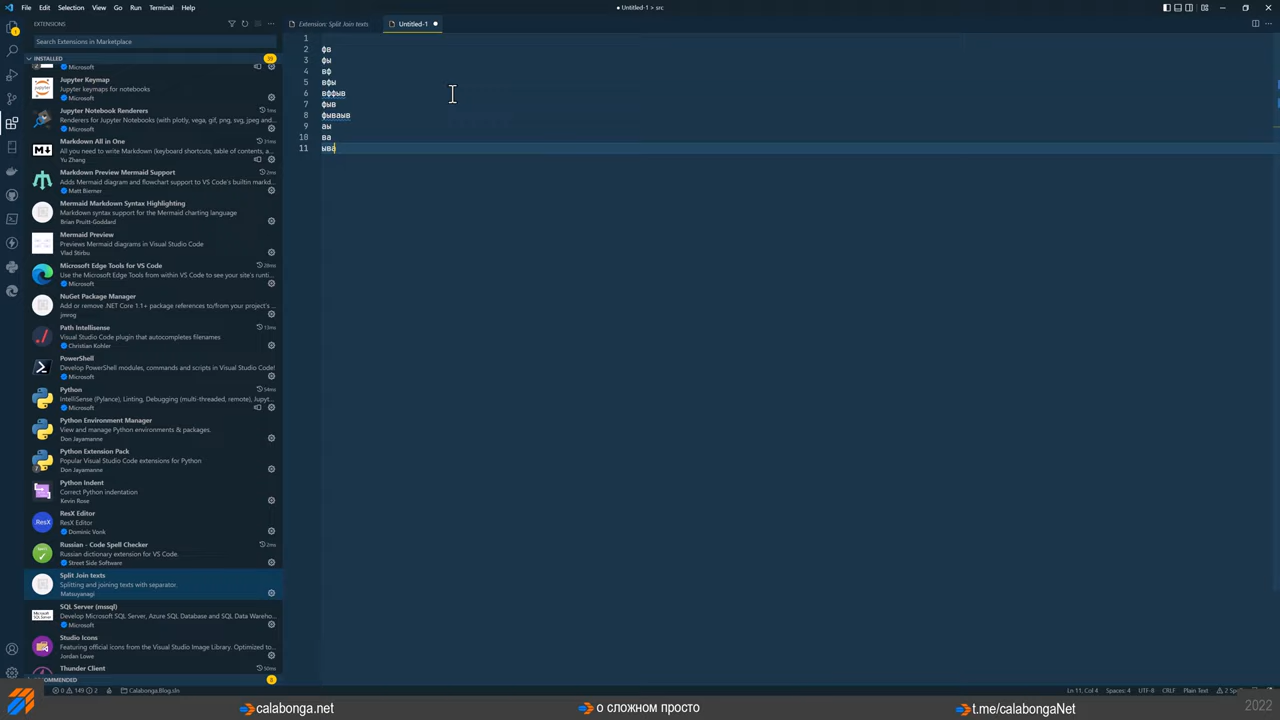 File Edit Selection View Go Run Terminal Help
● Untitled-1 › src
EXTENSIONS
Extension: Split Join texts
Untitled-1 ●
Search Extensions in Marketplace
INSTALLED 39
Microsoft
Jupyter Keymap
Jupyter keymaps for notebooks
Microsoft
Jupyter Notebook Renderers 1ms
Renderers for Jupyter Notebooks (with plotly, vega, gif, png, svg, jpeg and…
Microsoft
Markdown All in One 31ms
All you need to write Markdown (keyboard shortcuts, table of contents, a…
Yu Zhang
Markdown Preview Mermaid Support 2ms
Adds Mermaid diagram and flowchart support to VS Code's builtin markd…
Matt Bierner
Mermaid Markdown Syntax Highlighting
Markdown syntax support for the Mermaid charting language
Brian Pruitt-Goddard
Mermaid Preview
Previews Mermaid diagrams in Visual Studio Code
Vlad Stirbu
Microsoft Edge Tools for VS Code
Use the Microsoft Edge Tools from within VS Code to see your site's runti…
Microsoft
NuGet Package Manager
Add or remove .NET Core 1.1+ package references to/from your project's…
jmrog
Path Intellisense
Visual Studio Code plugin that autocompletes filenames
Christian Kohler
PowerShell
Develop PowerShell modules, commands and scripts in Visual Studio Code!
Microsoft
Python 54ms
IntelliSense (Pylance), Linting, Debugging (multi-threaded, remote), Jupyt…
Microsoft
Python Environment Manager
View and manage Python environments & packages.
Don Jayamanne
Python Extension Pack
Popular Visual Studio Code extensions for Python
Don Jayamanne
Python Indent
Correct Python indentation
Kevin Rose
ResX Editor
ResX Editor
Dominic Vonk
Russian - Code Spell Checker 2ms
Russian dictionary extension for VS Code.
Street Side Software
Split Join texts
Splitting and joining texts with separator.
Matsuyanagi
SQL Server (mssql)
Develop Microsoft SQL Server, Azure SQL Database and SQL Data Wareho…
Microsoft
Studio Icons
Featuring official icons from the Visual Studio Image Library. Optimized to…
Jordan Lowe
Thunder Client 50ms
COMMENDED 8
1
2 фв
3 фы
4 вф
5 вфы
6 вффыв
7 фыв
8 фываыв
9 аы
10 ва
11 ыва
0 149 2 Calabonga.Blog.sln
Ln 11, Col 4 Spaces: 4 UTF-8 CRLF Plain Text
calabonga.net
о сложном просто
t.me/calabongaNet
2022